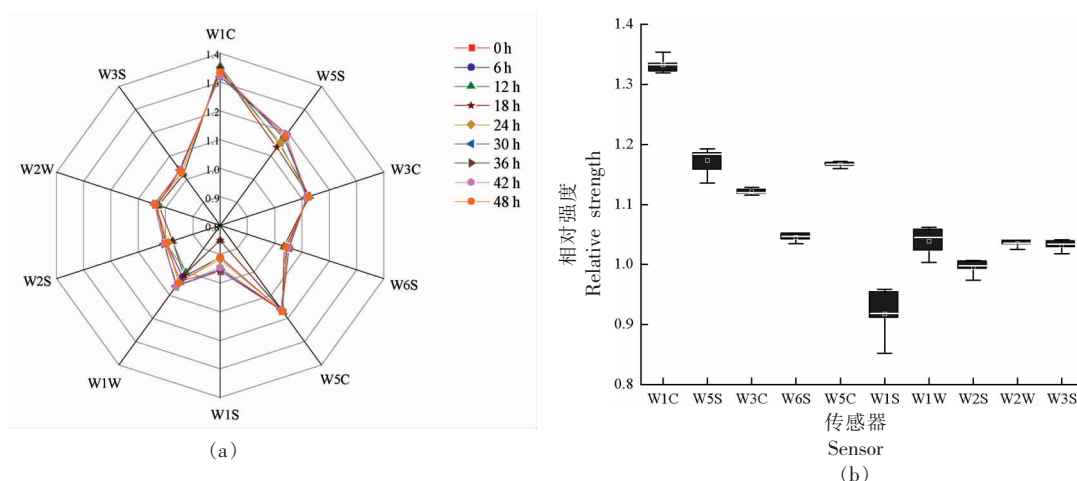 W1C
W5S
W3C
W6S
W5C
W1S
W1W
W2S
W2W
W3S
1.4
1.3
1.2
1.1
1.0
0.9
0.8
0 h
6 h
12 h
18 h
24 h
30 h
36 h
42 h
48 h
(a)
相对强度
Relative strength
1.4
1.3
1.2
1.1
1.0
0.9
0.8
W1C W5S W3C W6S W5C W1S W1W W2S W2W W3S
传感器
Sensor
(b)